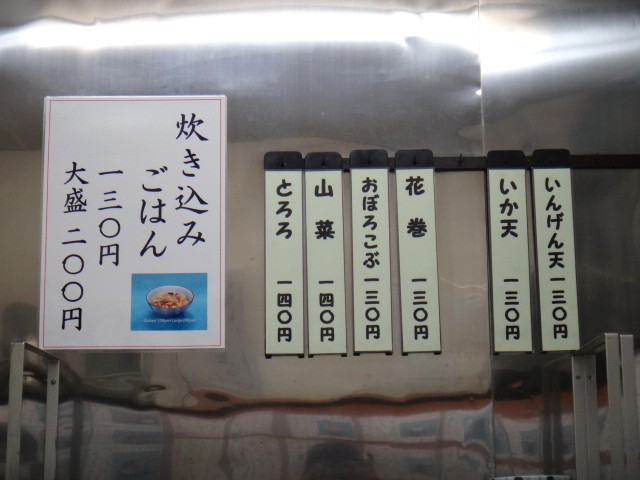 炊き込み
ごはん
一三〇円
大盛 二〇〇円
とろろ 一四〇円
山菜 一四〇円
おぼろこぶ 一三〇円
花巻 一三〇円
いか天 一三〇円
いんげん天 一三〇円